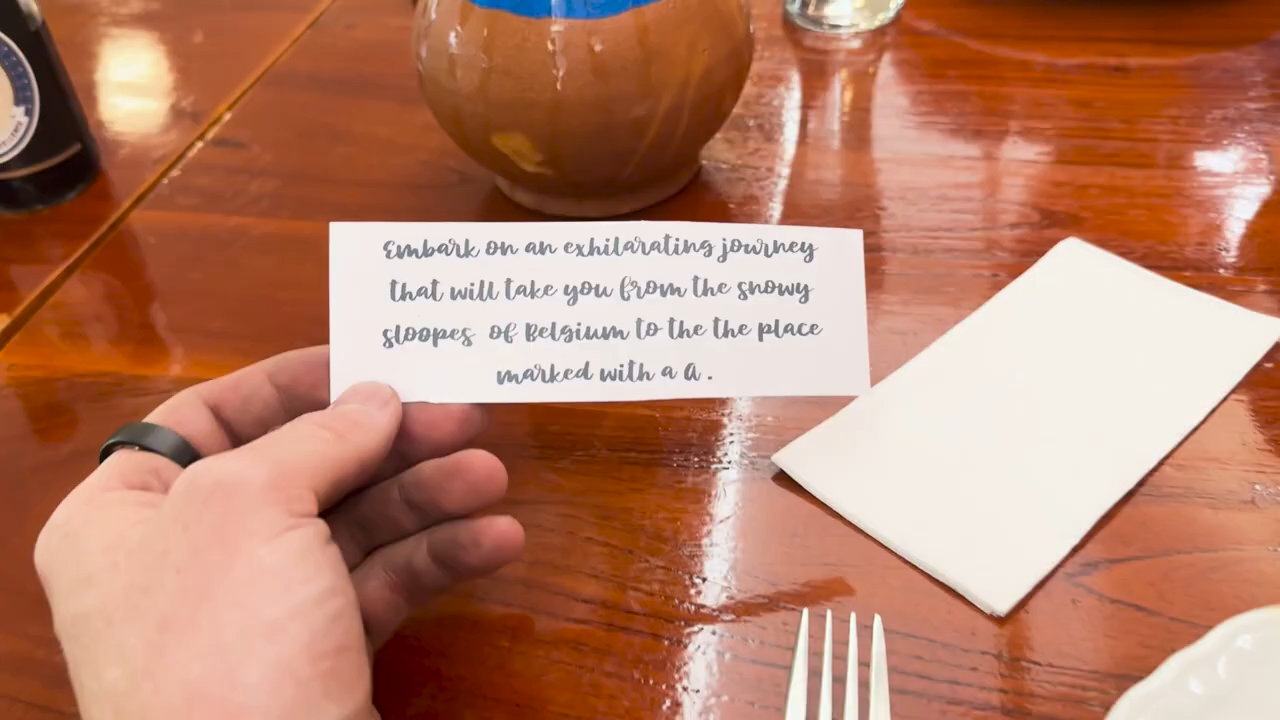 Embark on an exhilarating journey
that will take you from the snowy
sloopes of Belgium to the the place
marked with a A .